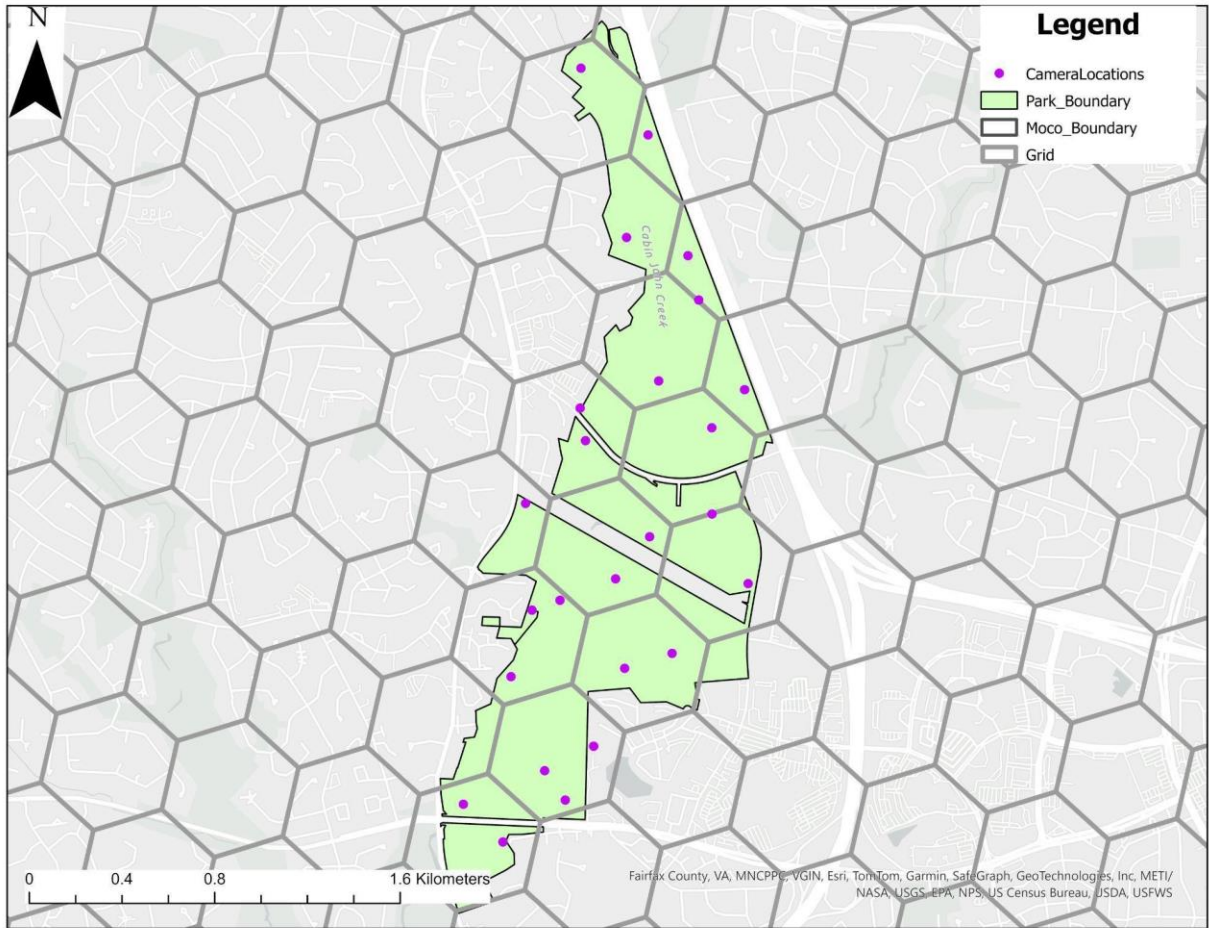 N
Legend
CameraLocations
Park_Boundary
Moco_Boundary
Grid
Cabin John Creek
0 0.4 0.8 1.6 Kilometers
Fairfax County, VA, MNCPPC, VGIN, Esri, TomTom, Garmin, SafeGraph, GeoTechnologies, Inc, METI/
NASA, USGS, EPA, NPS, US Census Bureau, USDA, USFWS